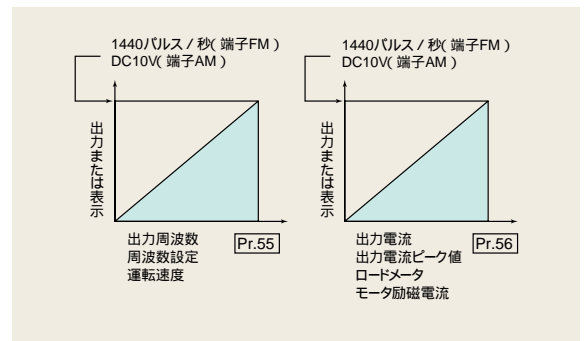 1440パルス / 秒( 端子FM )
DC10V( 端子AM )
出力または表示
出力周波数
周波数設定
運転速度
Pr.55
1440パルス / 秒( 端子FM )
DC10V( 端子AM )
出力または表示
出力電流
出力電流ピーク値
ロードメータ
モータ励磁電流
Pr.56